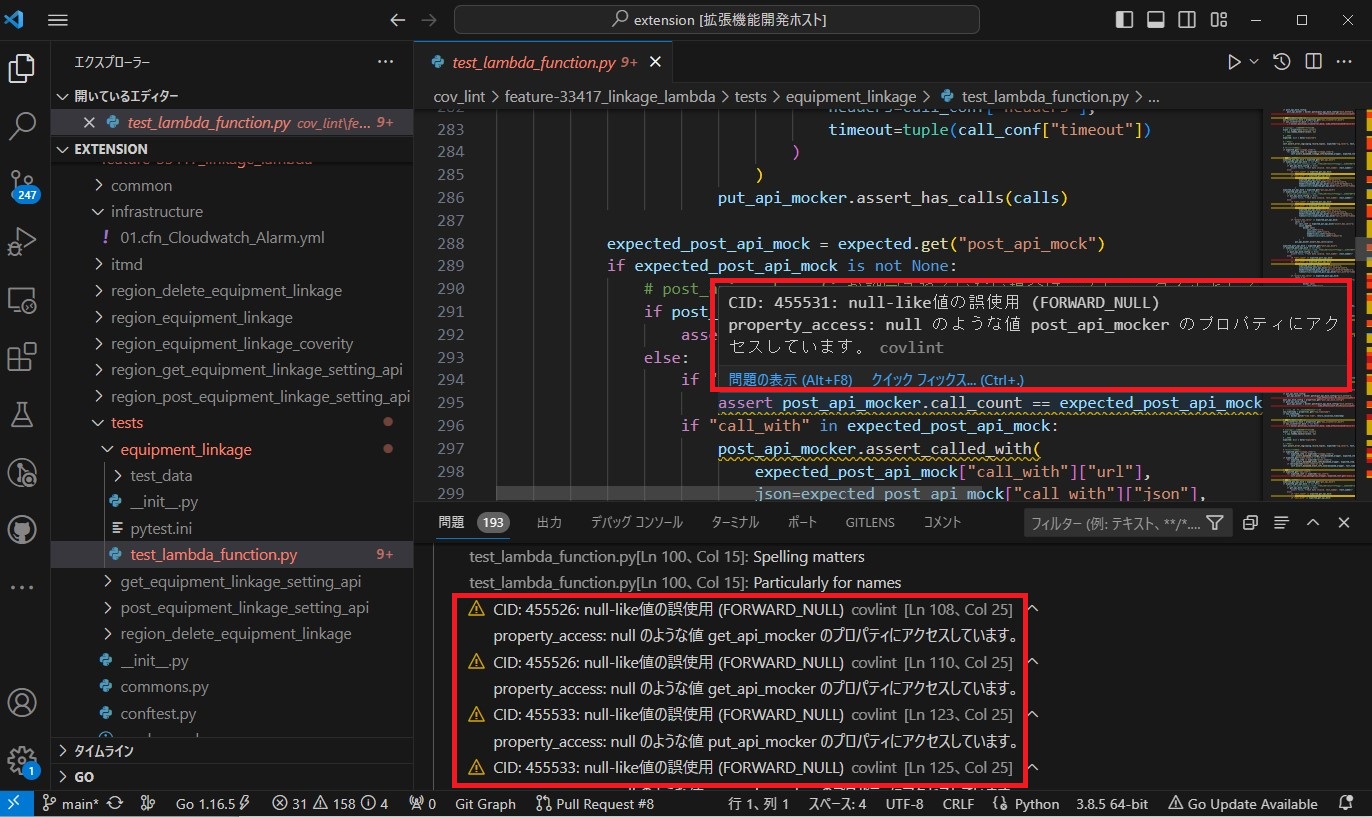 extension [拡張機能開発ホスト]
エクスプローラー
開いているエディター
test_lambda_function.py cov_lint\fe... 9+
EXTENSION
common
infrastructure
! 01.cfn_Cloudwatch_Alarm.yml
itmd
region_delete_equipment_linkage
region_equipment_linkage
region_equipment_linkage_coverity
region_get_equipment_linkage_setting_api
region_post_equipment_linkage_setting_api
tests
equipment_linkage
test_data
__init__.py
pytest.ini
test_lambda_function.py 9+
get_equipment_linkage_setting_api
post_equipment_linkage_setting_api
region_delete_equipment_linkage
__init__.py
commons.py
conftest.py
タイムライン
GO
247
1
test_lambda_function.py 9+
cov_lint > feature-33417_linkage_lambda > tests > equipment_linkage > test_lambda_function.py > ...
283 timeout=tuple(call_conf["timeout"])
284 )
285 )
286 put_api_mocker.assert_has_calls(calls)
287
288 expected_post_api_mock = expected.get("post_api_mock")
289 if expected_post_api_mock is not None:
290 # post_
291 if post_
292 asse
293 else:
294 if "
295 assert post_api_mocker.call_count == expected_post_api_mock
296 if "call_with" in expected_post_api_mock:
297 post_api_mocker.assert_called_with(
298 expected_post_api_mock["call_with"]["url"],
299 json=expected_post_api_mock["call_with"]["json"],
CID: 455531: null-like値の誤使用 (FORWARD_NULL)
property_access: null のような値 post_api_mocker のプロパティにアク
セスしています。 covlint
問題の表示 (Alt+F8) クイック フィックス... (Ctrl+.)
問題 193 出力 デバッグ コンソール ターミナル ポート GITLENS コメント フィルター (例: テキスト、**/*....
test_lambda_function.py[Ln 100、Col 15]: Spelling matters
test_lambda_function.py[Ln 100、Col 15]: Particularly for names
CID: 455526: null-like値の誤使用 (FORWARD_NULL) covlint [Ln 108、Col 25]
property_access: null のような値 get_api_mocker のプロパティにアクセスしています。
CID: 455526: null-like値の誤使用 (FORWARD_NULL) covlint [Ln 110、Col 25]
property_access: null のような値 get_api_mocker のプロパティにアクセスしています。
CID: 455533: null-like値の誤使用 (FORWARD_NULL) covlint [Ln 123、Col 25]
property_access: null のような値 put_api_mocker のプロパティにアクセスしています。
CID: 455533: null-like値の誤使用 (FORWARD_NULL) covlint [Ln 125、Col 25]
main* Go 1.16.5 31 158 4 0 Git Graph Pull Request #8 行 1、列 1 スペース: 4 UTF-8 CRLF Python 3.8.5 64-bit Go Update Available